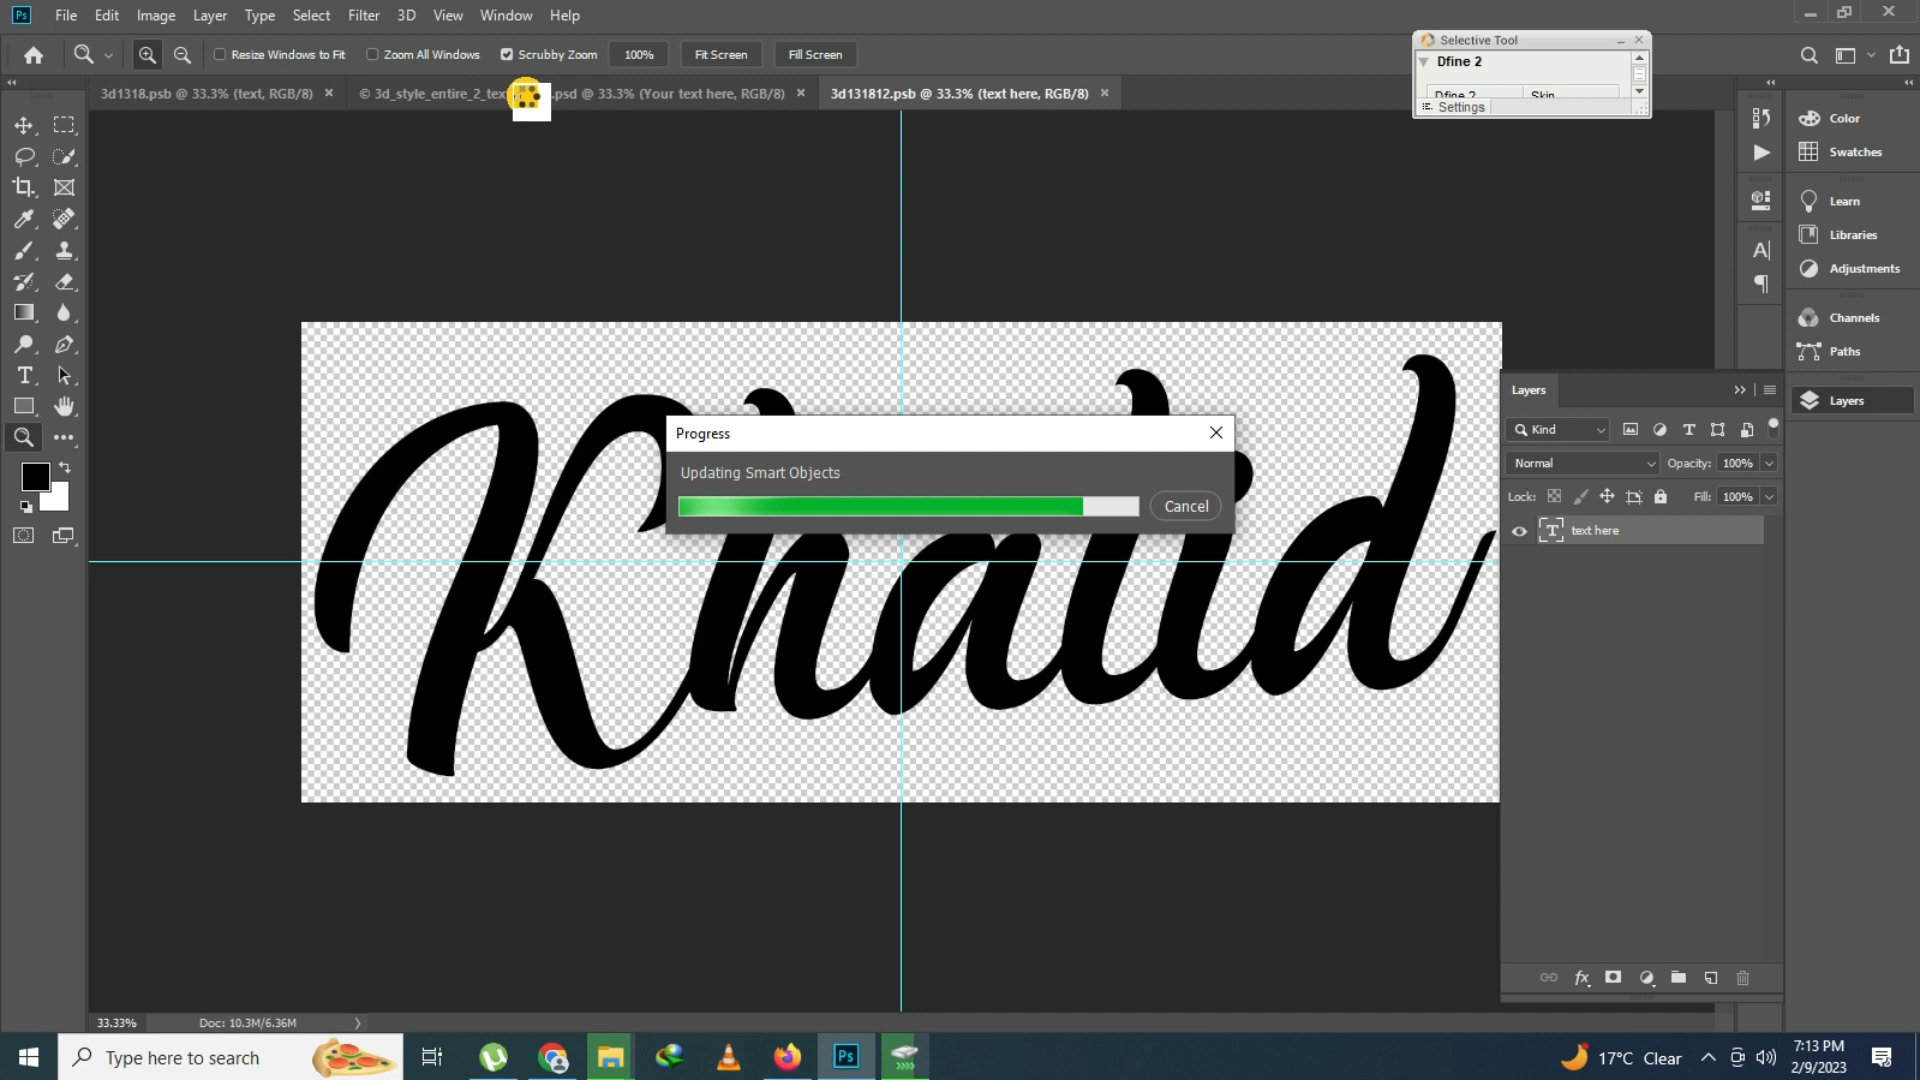 Ps File Edit Image Layer Type Select Filter 3D View Window Help
Resize Windows to Fit Zoom All Windows Scrubby Zoom 100% Fit Screen Fill Screen
Selective Tool
Dfine 2
Dfine 2 Skin
Settings
3d1318.psb @ 33.3% (text, RGB/8) × © 3d_style_entire_2_tex .psd @ 33.3% (Your text here, RGB/8) × 3d131812.psb @ 33.3% (text here, RGB/8) ×
Color
Swatches
Learn
Libraries
Adjustments
Channels
Paths
Layers
Khalid
Progress
Updating Smart Objects
Cancel
Layers
Kind
Normal Opacity: 100%
Lock: Fill: 100%
text here
33.33% Doc: 10.3M/6.36M
Type here to search
Ps
17°C Clear
7:13 PM
2/9/2023